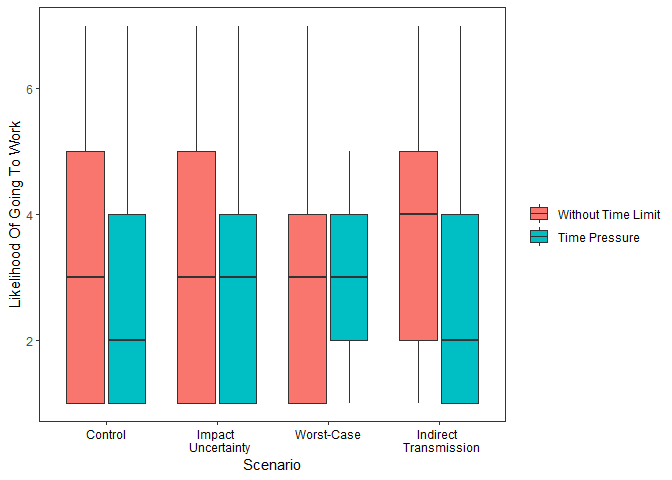 Likelihood Of Going To Work
6
4
2
Control
Impact
Uncertainty
Worst-Case
Indirect
Transmission
Scenario
Without Time Limit
Time Pressure